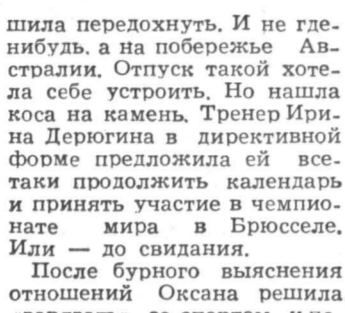 шила передохнуть. И не где-
нибудь, а на побережье Ав-
стралии. Отпуск такой хоте-
ла себе устроить. Но нашла
коса на камень. Тренер Ири-
на Дерюгина в директивной
форме предложила ей все-
таки продолжить календарь
и принять участие в чемпио-
нате мира в Брюсселе.
Или — до свидания.
После бурного выяснения
отношений Оксана решила